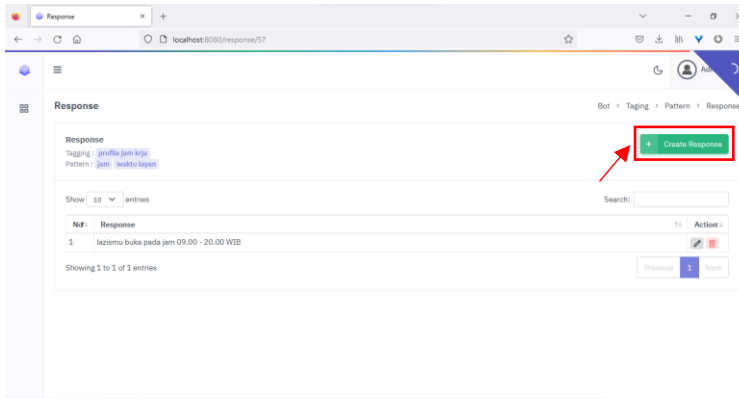 Response
localhost:8080/response/57
Response
Bot > Taging > Pattern > Response
Response
Tagging : profile jam krja
Pattern : jam waktu layan
+ Create Response
Show 10 entries
Search:
No Response Action
1 lazismu buka pada jam 09.00 - 20.00 WIB
Showing 1 to 1 of 1 entries
Previous 1 Next